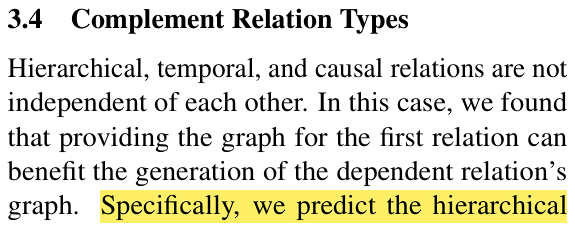 3.4 Complement Relation Types
Hierarchical, temporal, and causal relations are not
independent of each other. In this case, we found
that providing the graph for the first relation can
benefit the generation of the dependent relation's
graph. Specifically, we predict the hierarchical